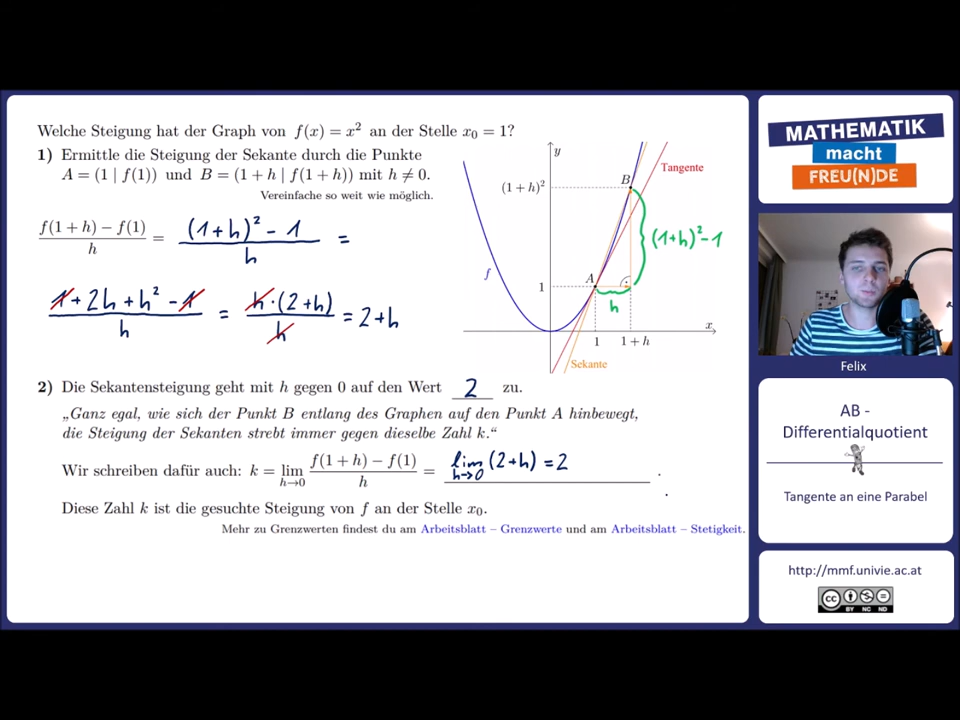 Welche Steigung hat der Graph von f(x) = x² an der Stelle x₀ = 1?
1) Ermittle die Steigung der Sekante durch die Punkte
A = (1 | f(1)) und B = (1 + h | f(1 + h)) mit h ≠ 0.
Vereinfache so weit wie möglich.
f(1 + h) − f(1) / h = (1+h)² − 1 / h =
1 + 2h + h² − 1 / h = h · (2+h) / h = 2+h
y
Tangente
(1 + h)²
B
(1+h)²−1
f
A
1
h
x
1
1 + h
Sekante
2) Die Sekantensteigung geht mit h gegen 0 auf den Wert 2 zu.
„Ganz egal, wie sich der Punkt B entlang des Graphen auf den Punkt A hinbewegt,
die Steigung der Sekanten strebt immer gegen dieselbe Zahl k.“
Wir schreiben dafür auch: k = lim h→0 f(1 + h) − f(1) / h = lim h→0 (2+h) = 2 .
Diese Zahl k ist die gesuchte Steigung von f an der Stelle x₀.
Mehr zu Grenzwerten findest du am Arbeitsblatt – Grenzwerte und am Arbeitsblatt – Stetigkeit.
MATHEMATIK
macht
FREU(N)DE
Felix
AB -
Differentialquotient
Tangente an eine Parabel
http://mmf.univie.ac.at
cc
BY NC ND